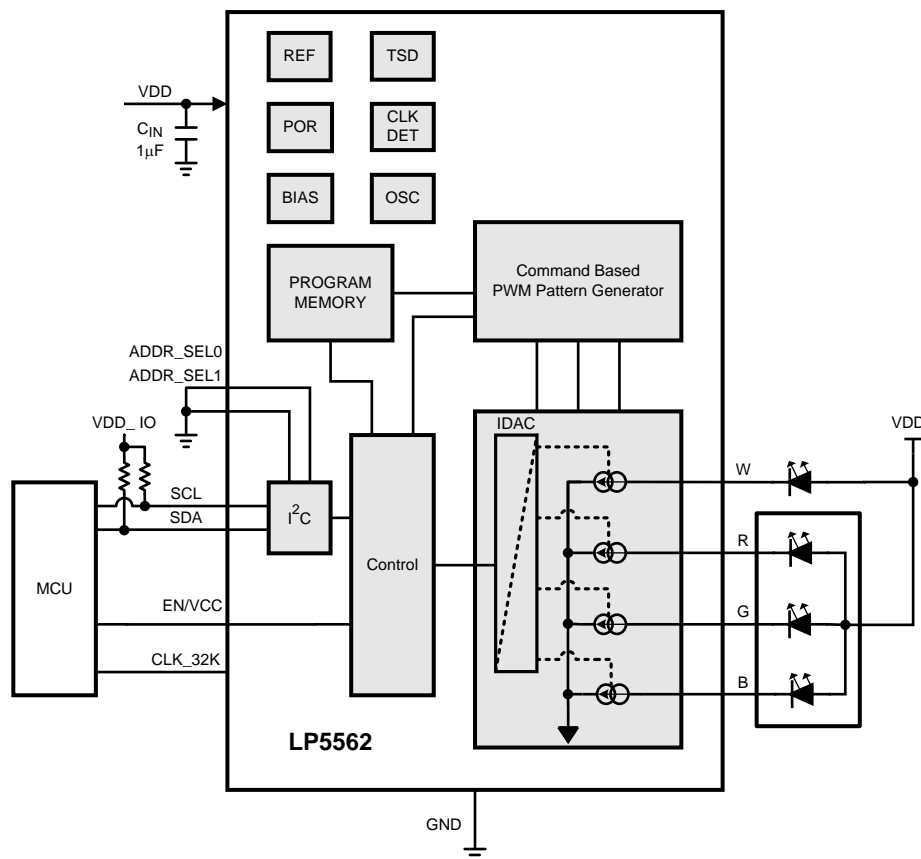 REF
TSD
VDD
C_IN
1μF
POR
CLK
DET
BIAS
OSC
PROGRAM
MEMORY
Command Based
PWM Pattern Generator
ADDR_SEL0
ADDR_SEL1
VDD_ IO
IDAC
VDD
W
SCL
SDA
I²C
R
MCU
Control
EN/VCC
G
CLK_32K
B
LP5562
GND